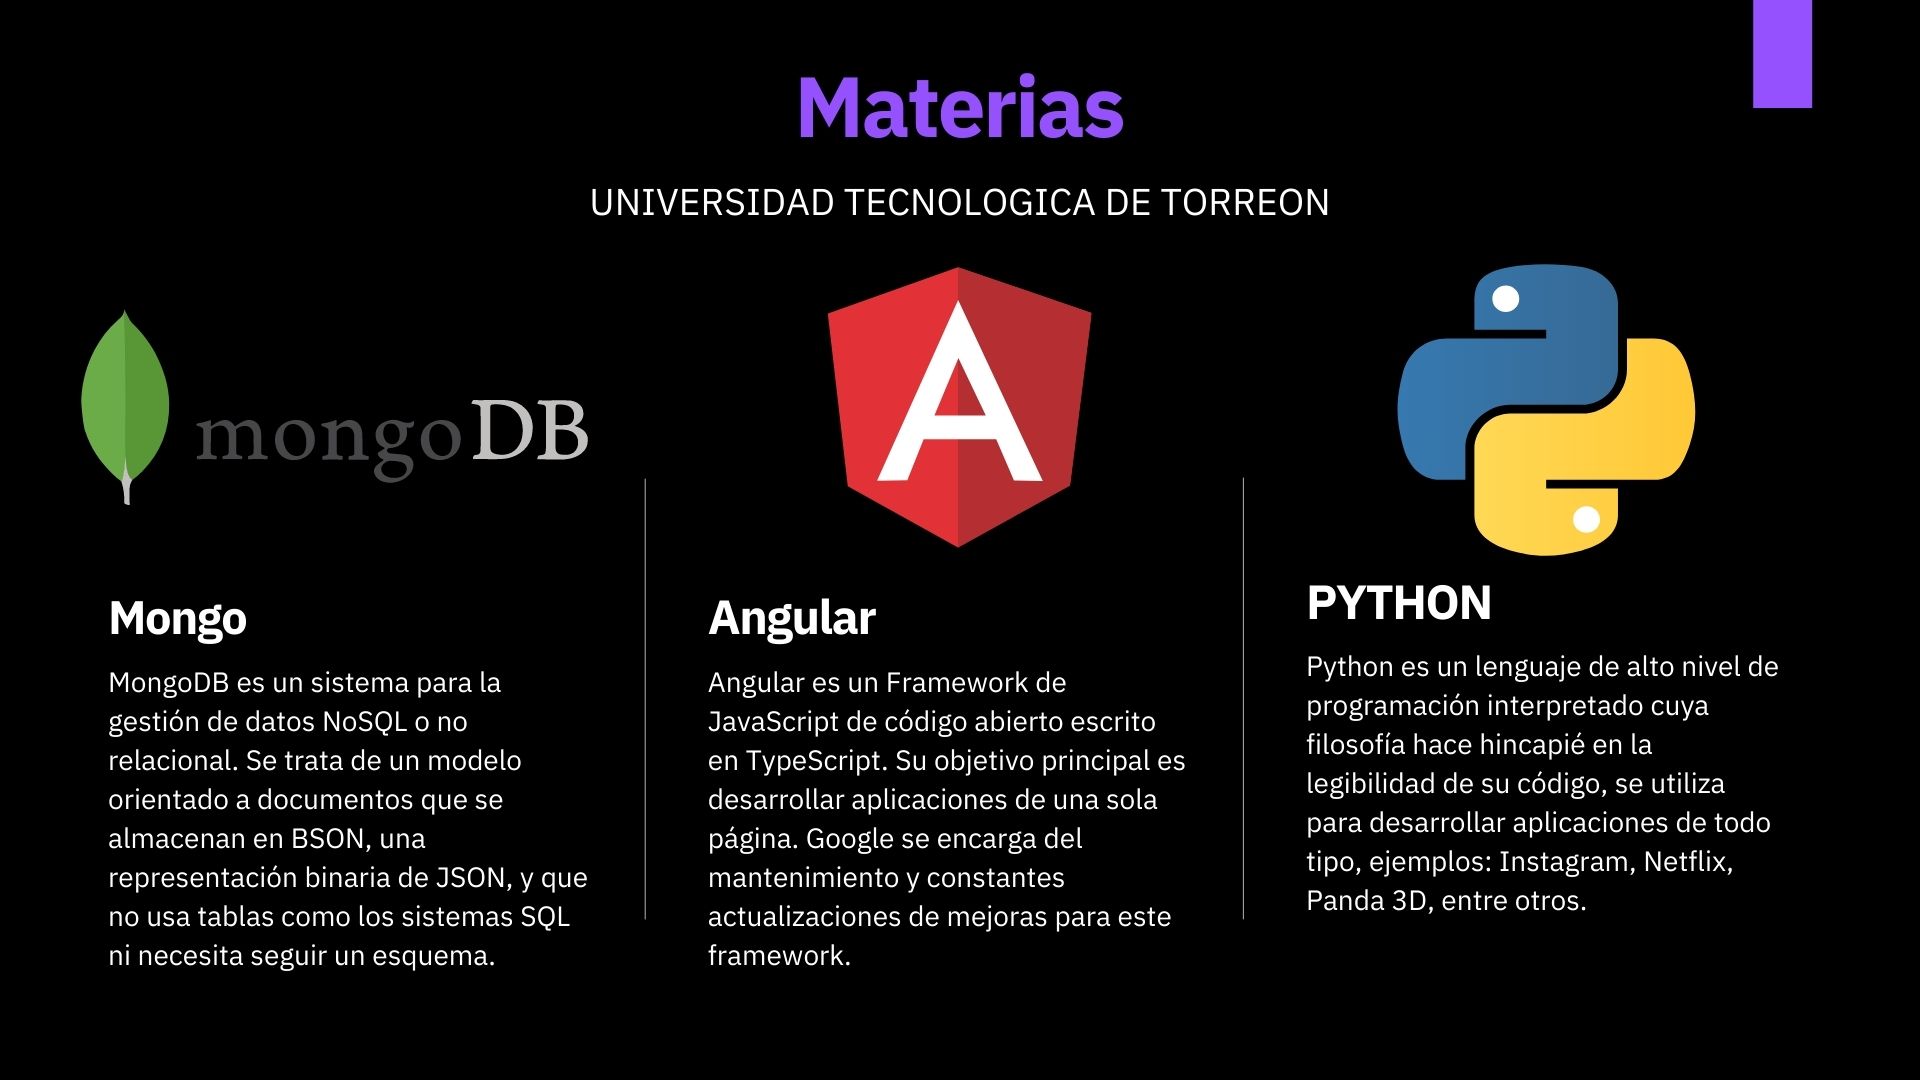 Materias
UNIVERSIDAD TECNOLOGICA DE TORREON
mongoDB
Mongo
MongoDB es un sistema para la
gestión de datos NoSQL o no
relacional. Se trata de un modelo
orientado a documentos que se
almacenan en BSON, una
representación binaria de JSON, y que
no usa tablas como los sistemas SQL
ni necesita seguir un esquema.
A
Angular
Angular es un Framework de
JavaScript de código abierto escrito
en TypeScript. Su objetivo principal es
desarrollar aplicaciones de una sola
página. Google se encarga del
mantenimiento y constantes
actualizaciones de mejoras para este
framework.
PYTHON
Python es un lenguaje de alto nivel de
programación interpretado cuya
filosofía hace hincapié en la
legibilidad de su código, se utiliza
para desarrollar aplicaciones de todo
tipo, ejemplos: Instagram, Netflix,
Panda 3D, entre otros.